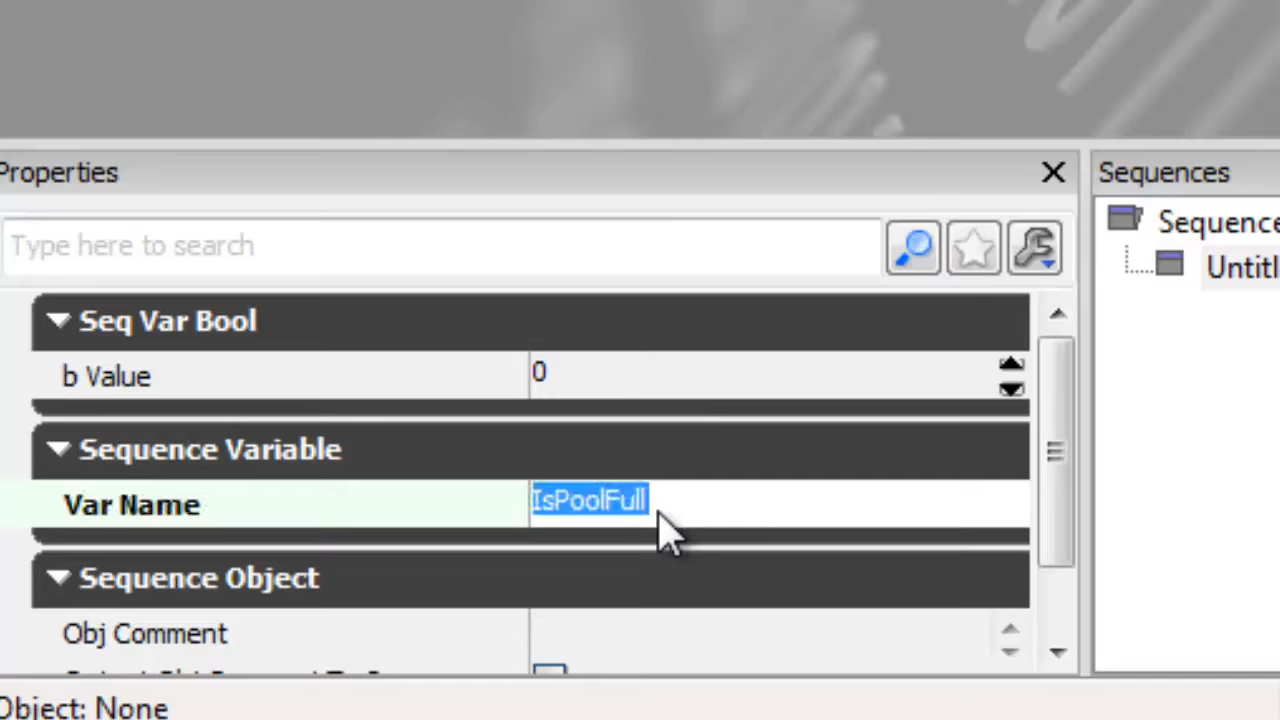 Properties
Sequences
Type here to search
Sequence
Untitl
Seq Var Bool
b Value
0
Sequence Variable
Var Name
IsPoolFull
Sequence Object
Obj Comment
Object: None